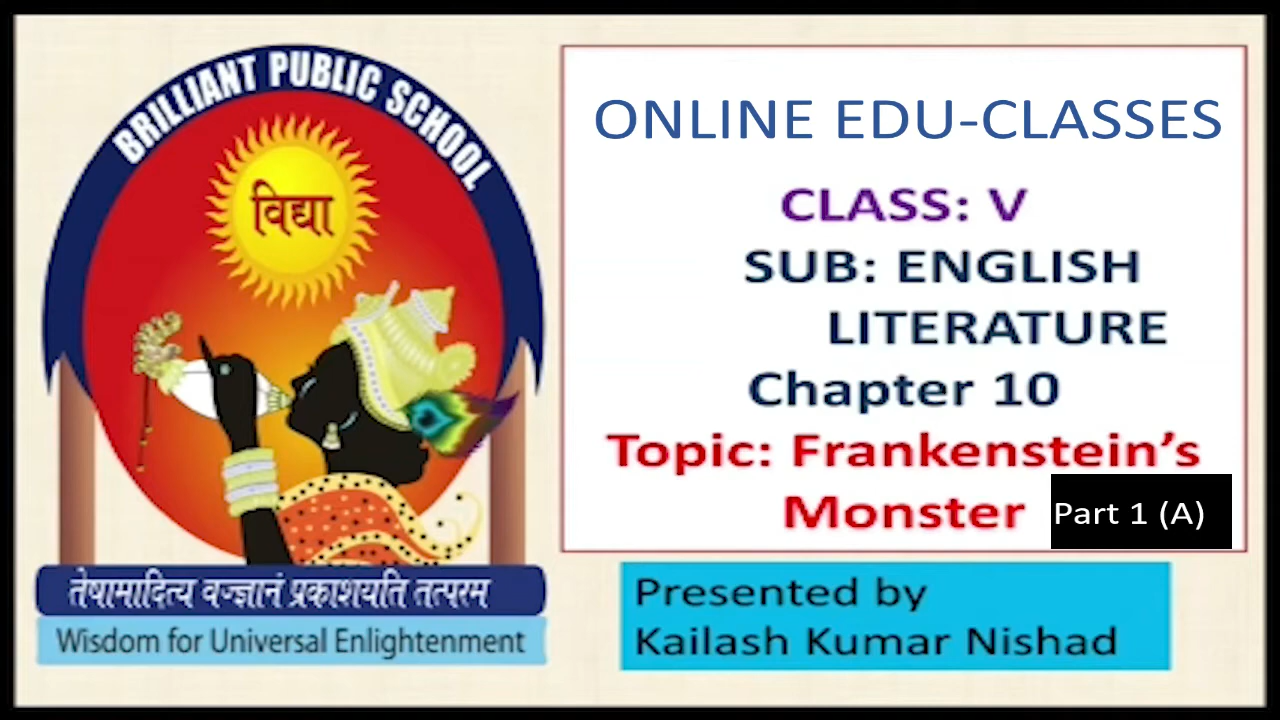 BRILLIANT PUBLIC SCHOOL
विद्या
तेषामादित्य वज्ज्ञानं प्रकाशयति तत्परम
Wisdom for Universal Enlightenment
ONLINE EDU-CLASSES
CLASS: V
SUB: ENGLISH
LITERATURE
Chapter 10
Topic: Frankenstein’s
Monster Part 1 (A)
Presented by
Kailash Kumar Nishad